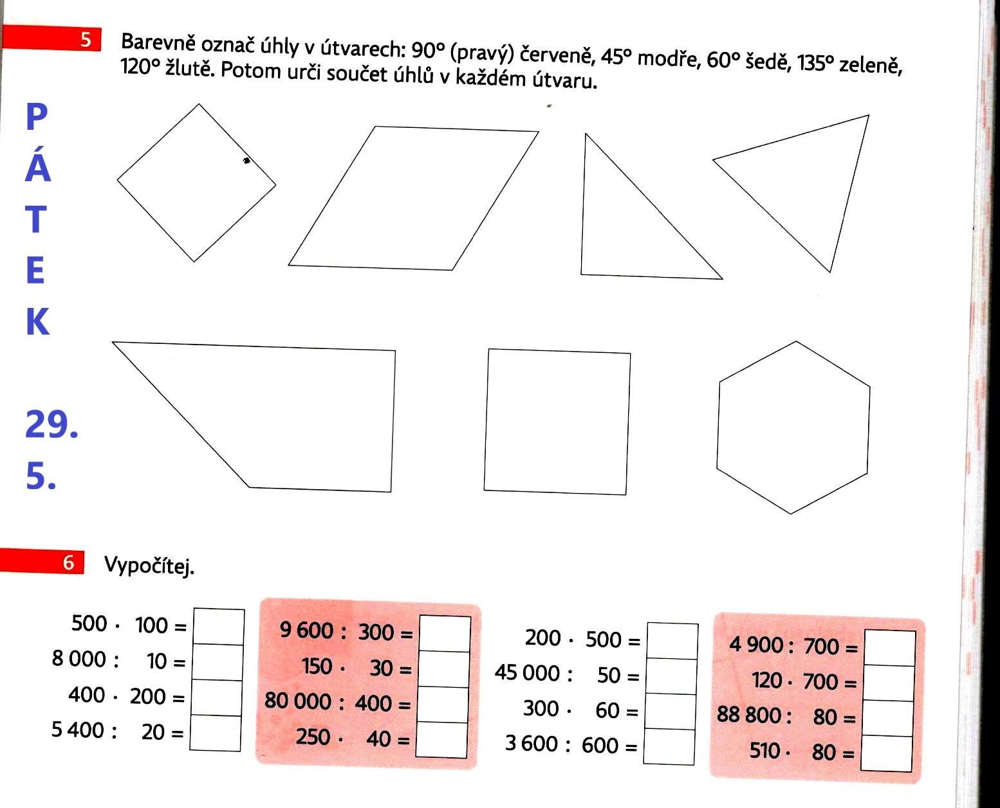 5
Barevně označ úhly v útvarech: 90° (pravý) červeně, 45° modře, 60° šedě, 135° zeleně,
120° žlutě. Potom urči součet úhlů v každém útvaru.
P
Á
T
E
K
29.
5.
6
Vypočítej.
500 · 100 =
8 000 : 10 =
400 · 200 =
5 400 : 20 =
9 600 : 300 =
150 · 30 =
80 000 : 400 =
250 · 40 =
200 · 500 =
45 000 : 50 =
300 · 60 =
3 600 : 600 =
4 900 : 700 =
120 · 700 =
88 800 : 80 =
510 · 80 =